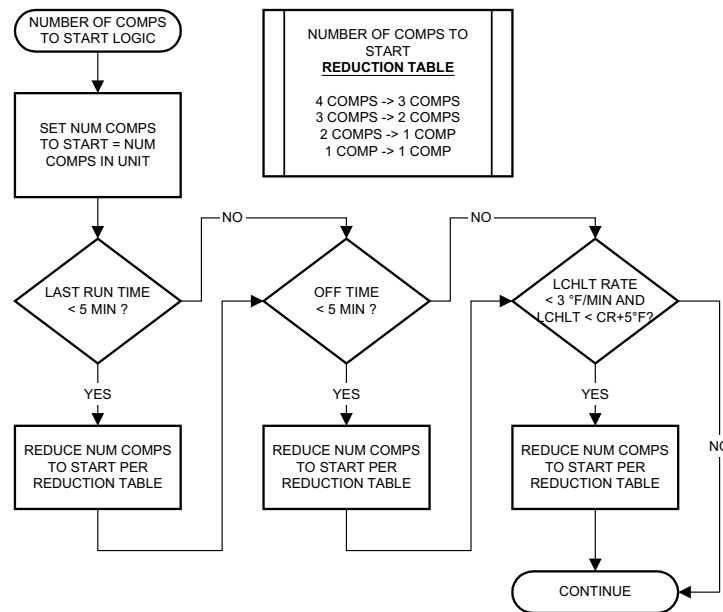 NUMBER OF COMPS
TO START LOGIC
NUMBER OF COMPS TO
START
REDUCTION TABLE
4 COMPS -> 3 COMPS
3 COMPS -> 2 COMPS
2 COMPS -> 1 COMP
1 COMP -> 1 COMP
SET NUM COMPS
TO START = NUM
COMPS IN UNIT
NO
NO
LAST RUN TIME
< 5 MIN ?
OFF TIME
< 5 MIN ?
LCHLT RATE
< 3 °F/MIN AND
LCHLT < CR+5°F?
YES
YES
YES
REDUCE NUM COMPS
TO START PER
REDUCTION TABLE
REDUCE NUM COMPS
TO START PER
REDUCTION TABLE
REDUCE NUM COMPS
TO START PER
REDUCTION TABLE
NO
CONTINUE